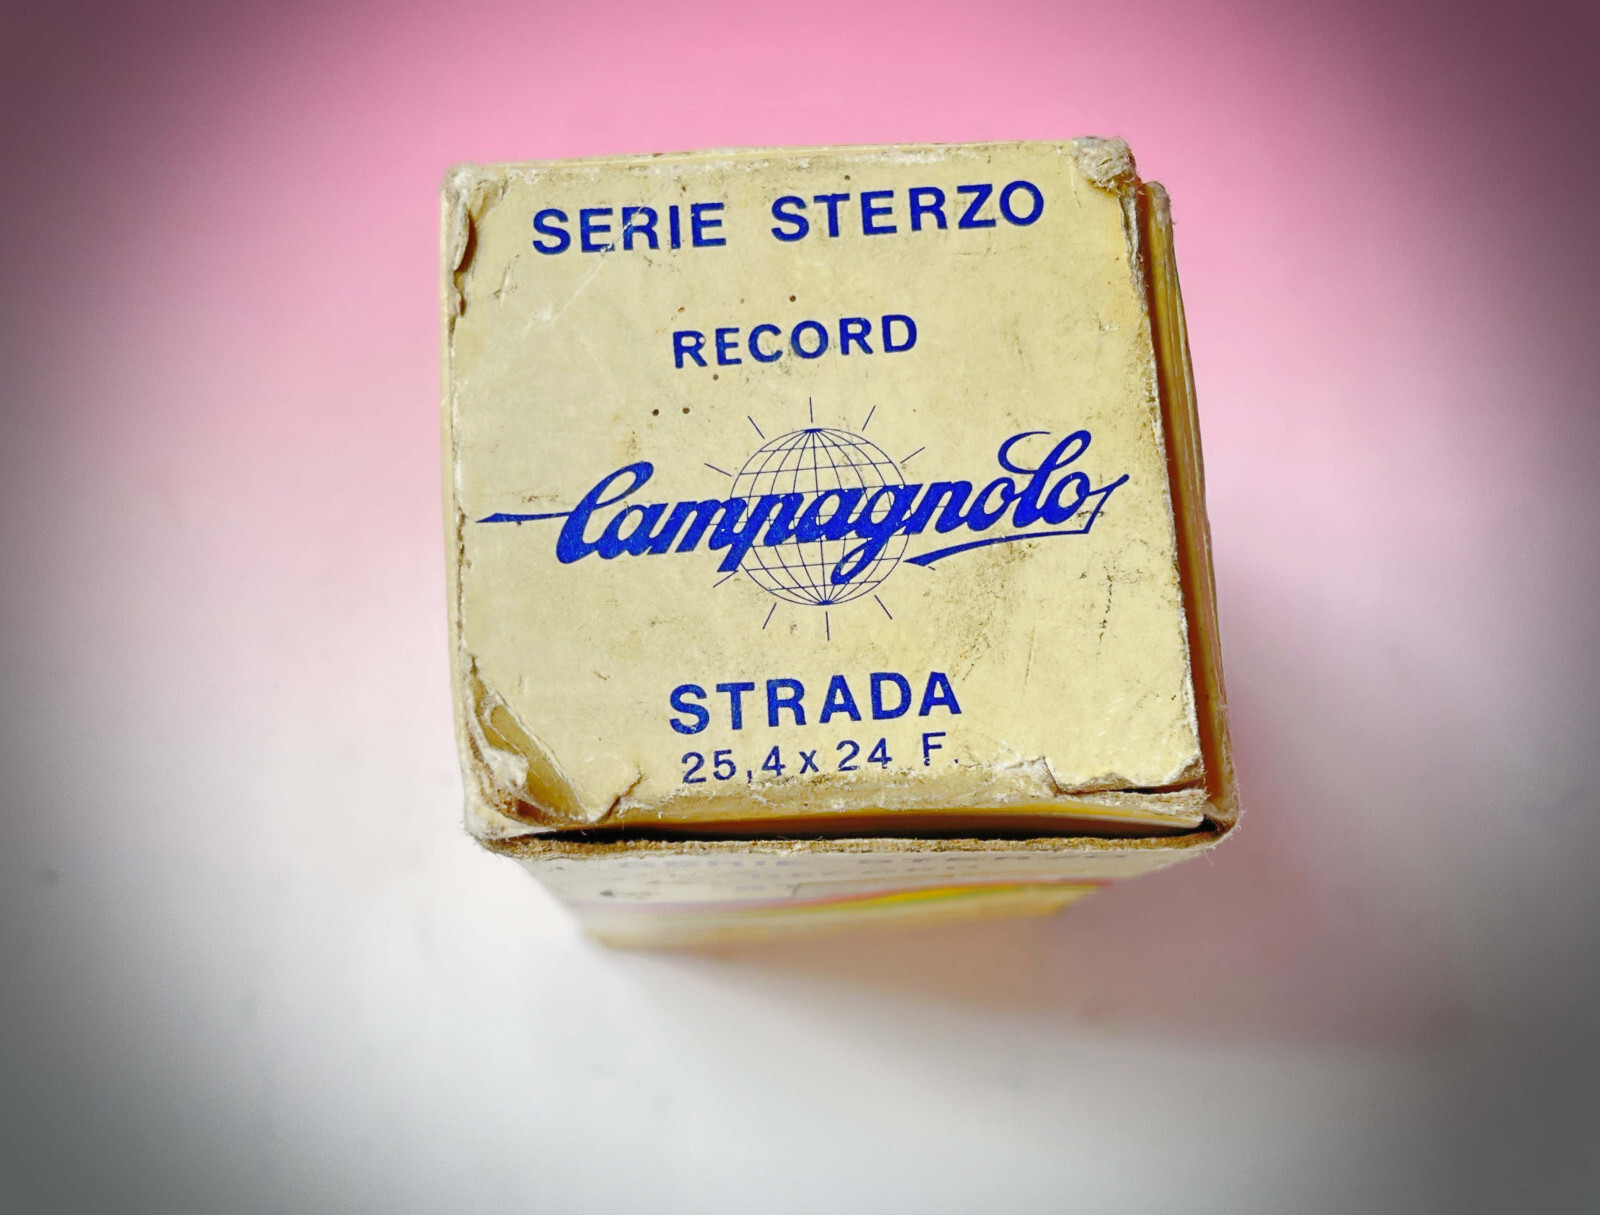 SERIE STERZO
RECORD
Campagnolo
STRADA
25,4 x 24 F.